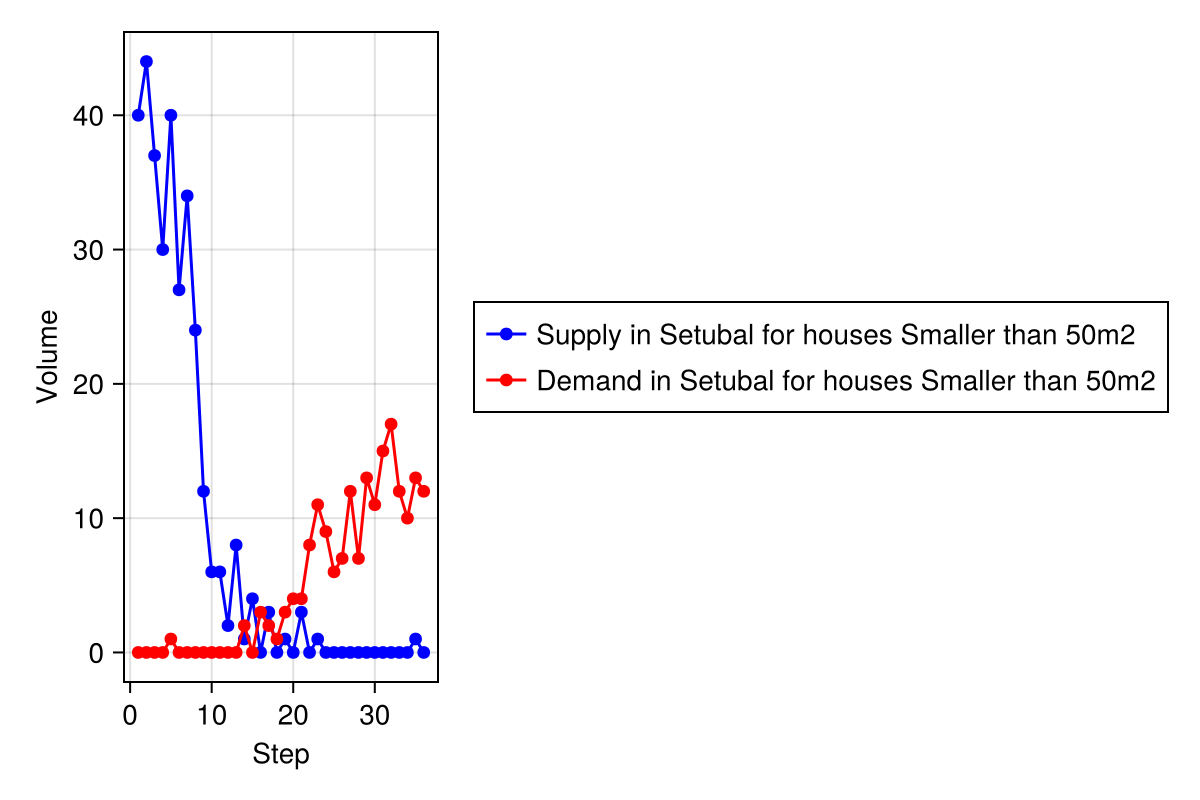 Volume
40
30
20
10
0
0 10 20 30
Step
Supply in Setubal for houses Smaller than 50m2
Demand in Setubal for houses Smaller than 50m2